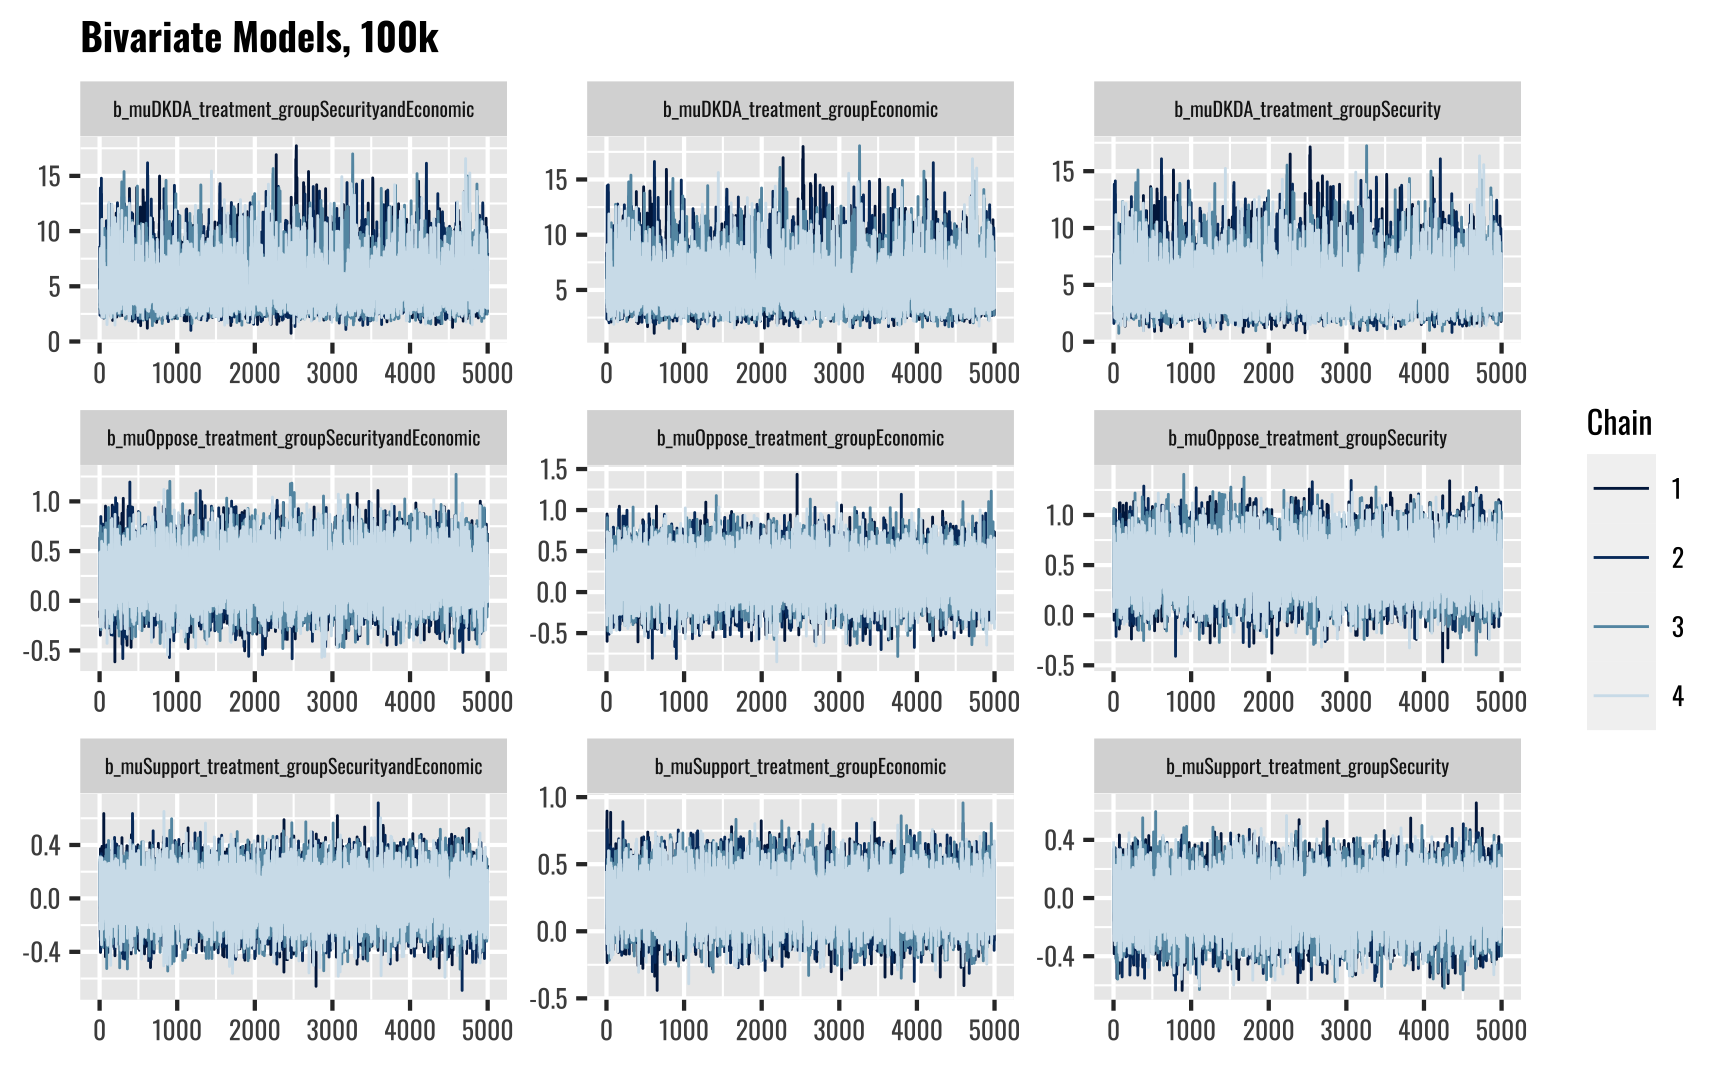 Bivariate Models, 100k
b_muDKDA_treatment_groupSecurityandEconomic
b_muDKDA_treatment_groupEconomic
b_muDKDA_treatment_groupSecurity
15
10
5
0
15
10
5
15
10
5
0
0 1000 2000 3000 4000 5000
0 1000 2000 3000 4000 5000
0 1000 2000 3000 4000 5000
b_muOppose_treatment_groupSecurityandEconomic
b_muOppose_treatment_groupEconomic
b_muOppose_treatment_groupSecurity
1.0
0.5
0.0
-0.5
1.5
1.0
0.5
0.0
-0.5
1.0
0.5
0.0
-0.5
0 1000 2000 3000 4000 5000
0 1000 2000 3000 4000 5000
0 1000 2000 3000 4000 5000
b_muSupport_treatment_groupSecurityandEconomic
b_muSupport_treatment_groupEconomic
b_muSupport_treatment_groupSecurity
0.4
0.0
-0.4
1.0
0.5
0.0
-0.5
0.4
0.0
-0.4
0 1000 2000 3000 4000 5000
0 1000 2000 3000 4000 5000
0 1000 2000 3000 4000 5000
Chain
1
2
3
4